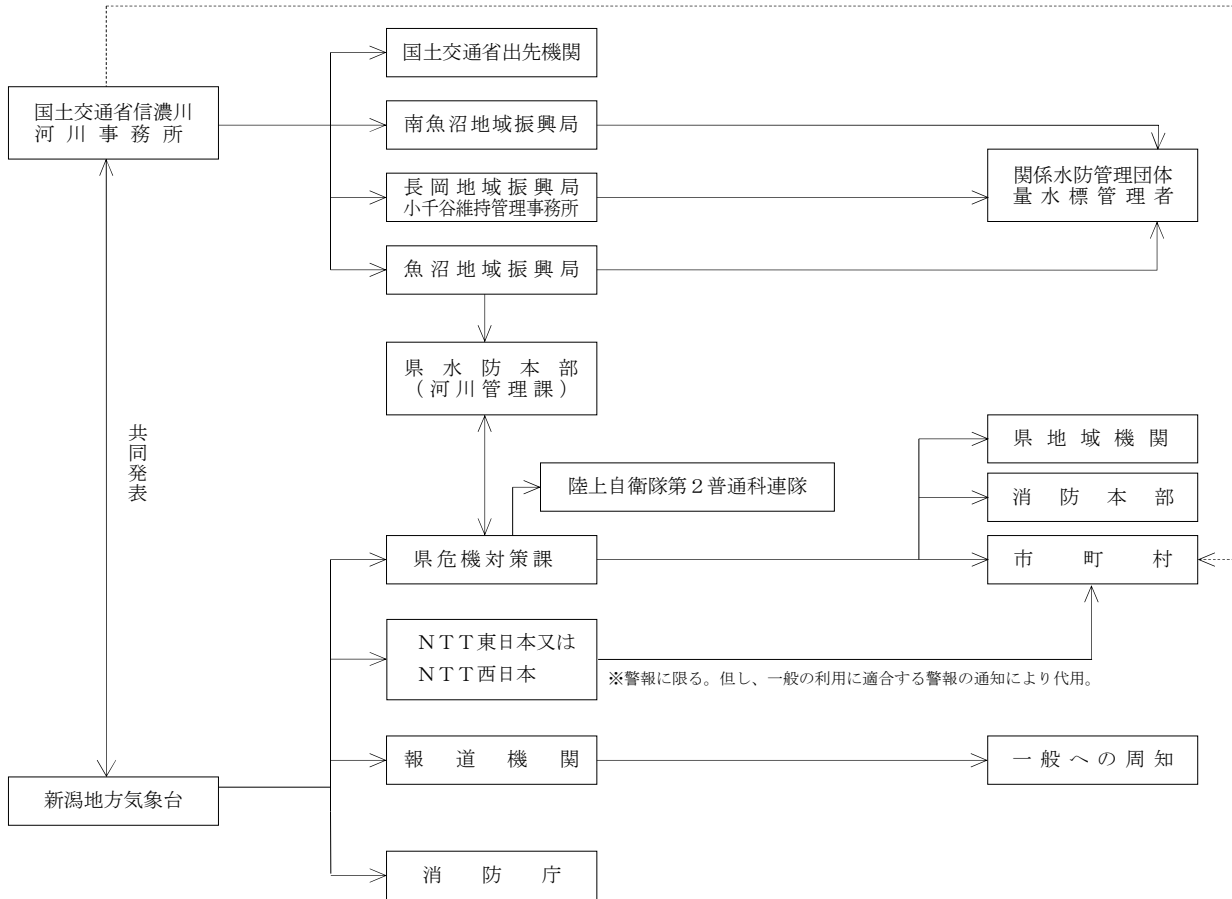 国土交通省出先機関
国土交通省信濃川
河川事務所
南魚沼地域振興局
関係水防管理団体
量水標管理者
長岡地域振興局
小千谷維持管理事務所
魚沼地域振興局
県水防本部
(河川管理課)
共同発表
県地域機関
陸上自衛隊第2普通科連隊
消防本部
県危機対策課
市町村
NTT東日本又は
NTT西日本
※警報に限る。但し、一般の利用に適合する警報の通知により代用。
報道機関
一般への周知
新潟地方気象台
消防庁